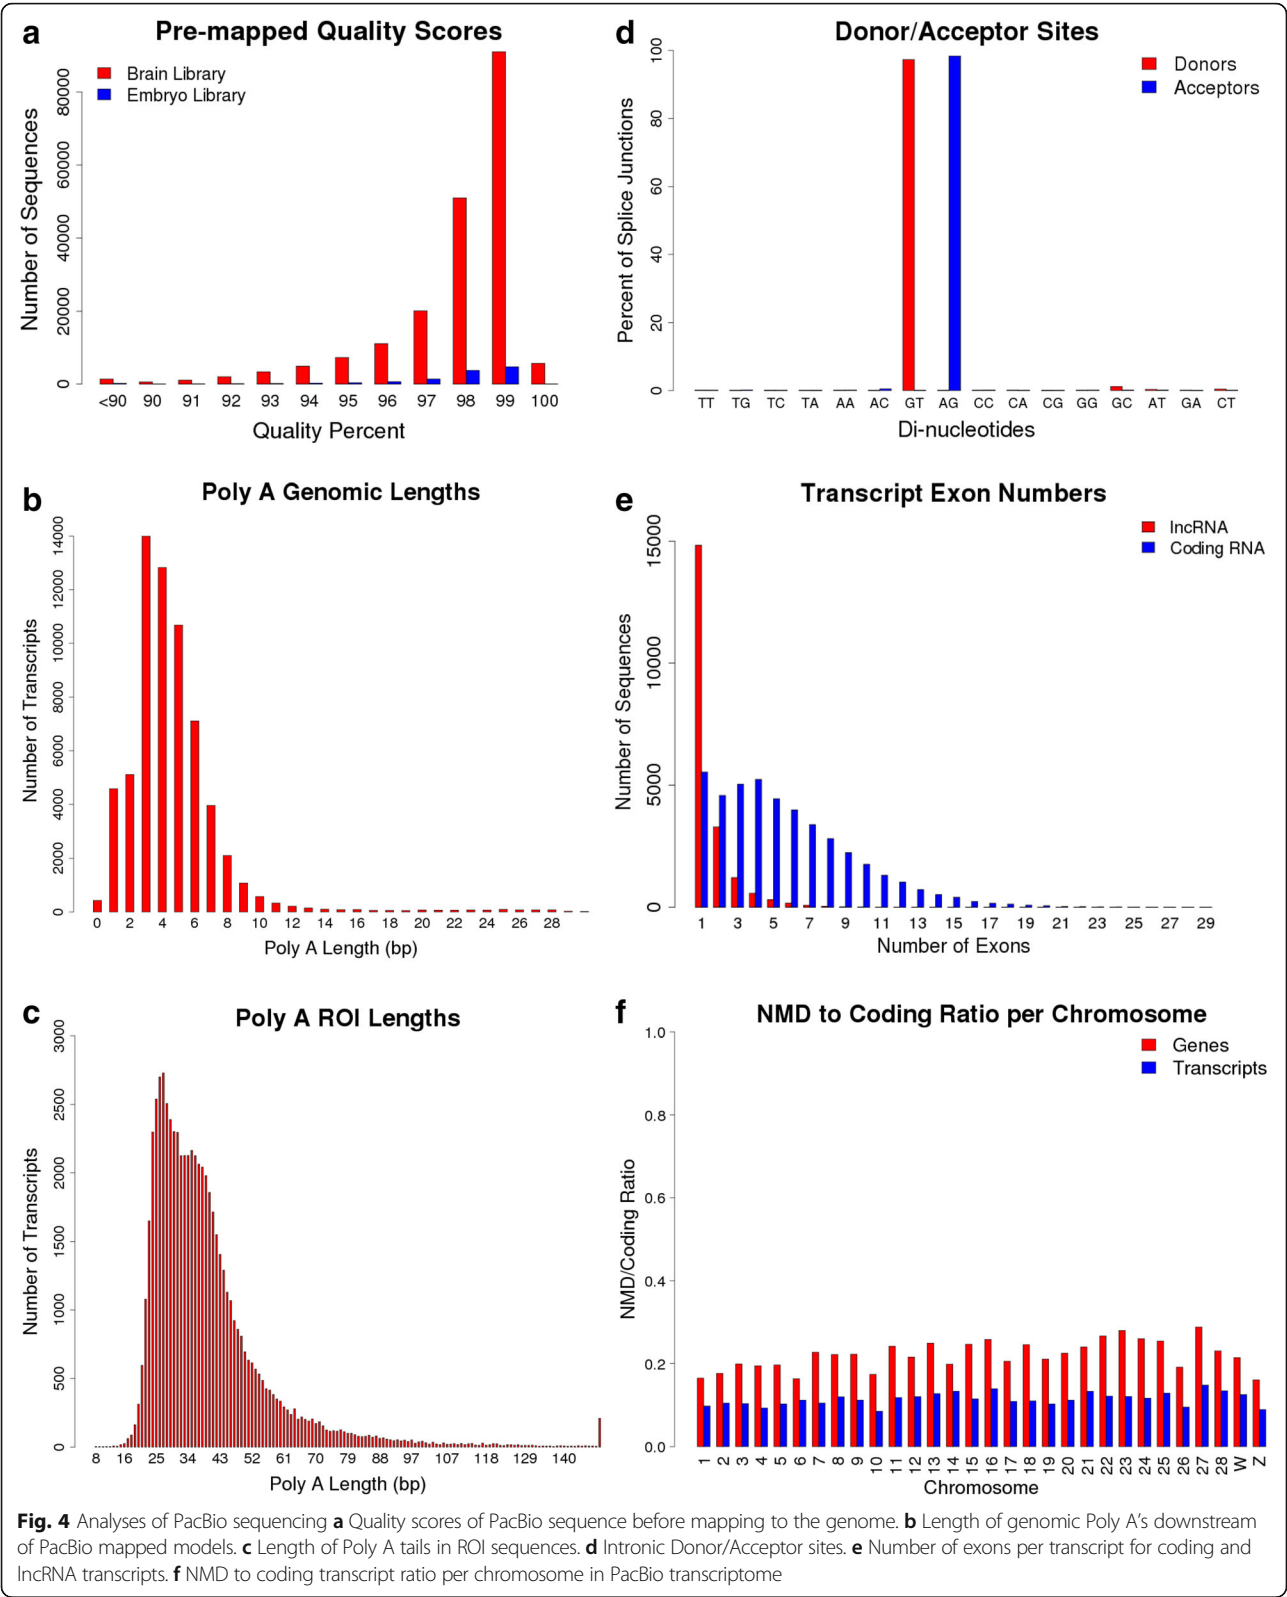 a
Pre-mapped Quality Scores
Brain Library
Embryo Library
Number of Sequences
0 20000 40000 60000 80000
<90 90 91 92 93 94 95 96 97 98 99 100
Quality Percent
d
Donor/Acceptor Sites
Donors
Acceptors
Percent of Splice Junctions
0 20 40 60 80 100
TT TG TC TA AA AC GT AG CC CA CG GG GC AT GA CT
Di-nucleotides
b
Poly A Genomic Lengths
Number of Transcripts
0 2000 4000 6000 8000 10000 12000 14000
0 2 4 6 8 10 12 14 16 18 20 22 24 26 28
Poly A Length (bp)
e
Transcript Exon Numbers
lncRNA
Coding RNA
Number of Sequences
0 5000 10000 15000
1 3 5 7 9 11 13 15 17 19 21 23 25 27 29
Number of Exons
c
Poly A ROI Lengths
Number of Transcripts
0 500 1000 1500 2000 2500 3000
8 16 25 34 43 52 61 70 79 88 97 107 118 129 140
Poly A Length (bp)
f
NMD to Coding Ratio per Chromosome
Genes
Transcripts
NMD/Coding Ratio
0.0 0.2 0.4 0.6 0.8 1.0
1 2 3 4 5 6 7 8 9 10 11 12 13 14 15 16 17 18 19 20 21 22 23 24 25 26 27 28 W Z
Chromosome
Fig. 4 Analyses of PacBio sequencing a Quality scores of PacBio sequence before mapping to the genome. b Length of genomic Poly A's downstream
of PacBio mapped models. c Length of Poly A tails in ROI sequences. d Intronic Donor/Acceptor sites. e Number of exons per transcript for coding and
lncRNA transcripts. f NMD to coding transcript ratio per chromosome in PacBio transcriptome